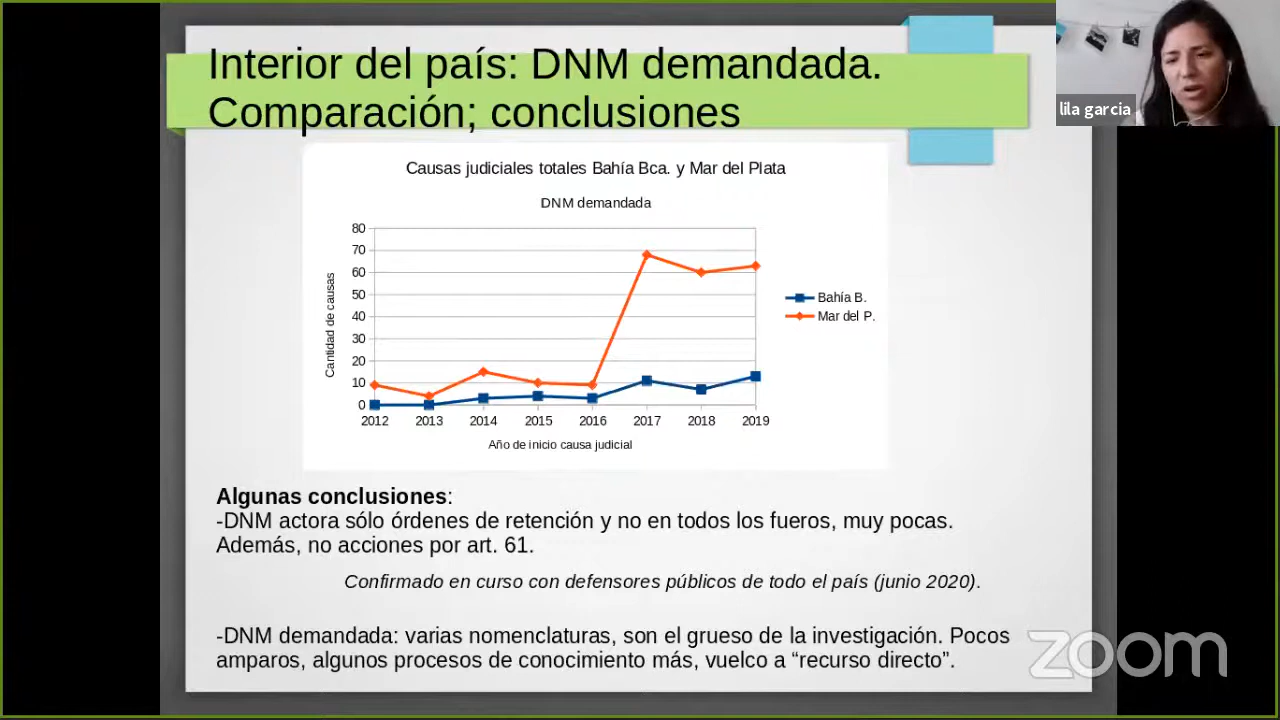 Interior del país: DNM demandada.
Comparación; conclusiones
lila garcia
Causas judiciales totales Bahía Bca. y Mar del Plata
DNM demandada
80
70
60
50
40
30
20
10
0
Cantidad de causas
2012 2013 2014 2015 2016 2017 2018 2019
Año de inicio causa judicial
Bahía B.
Mar del P.
Algunas conclusiones:
-DNM actora sólo órdenes de retención y no en todos los fueros, muy pocas.
Además, no acciones por art. 61.
Confirmado en curso con defensores públicos de todo el país (junio 2020).
-DNM demandada: varias nomenclaturas, son el grueso de la investigación. Pocos
amparos, algunos procesos de conocimiento más, vuelco a “recurso directo”.
zoom